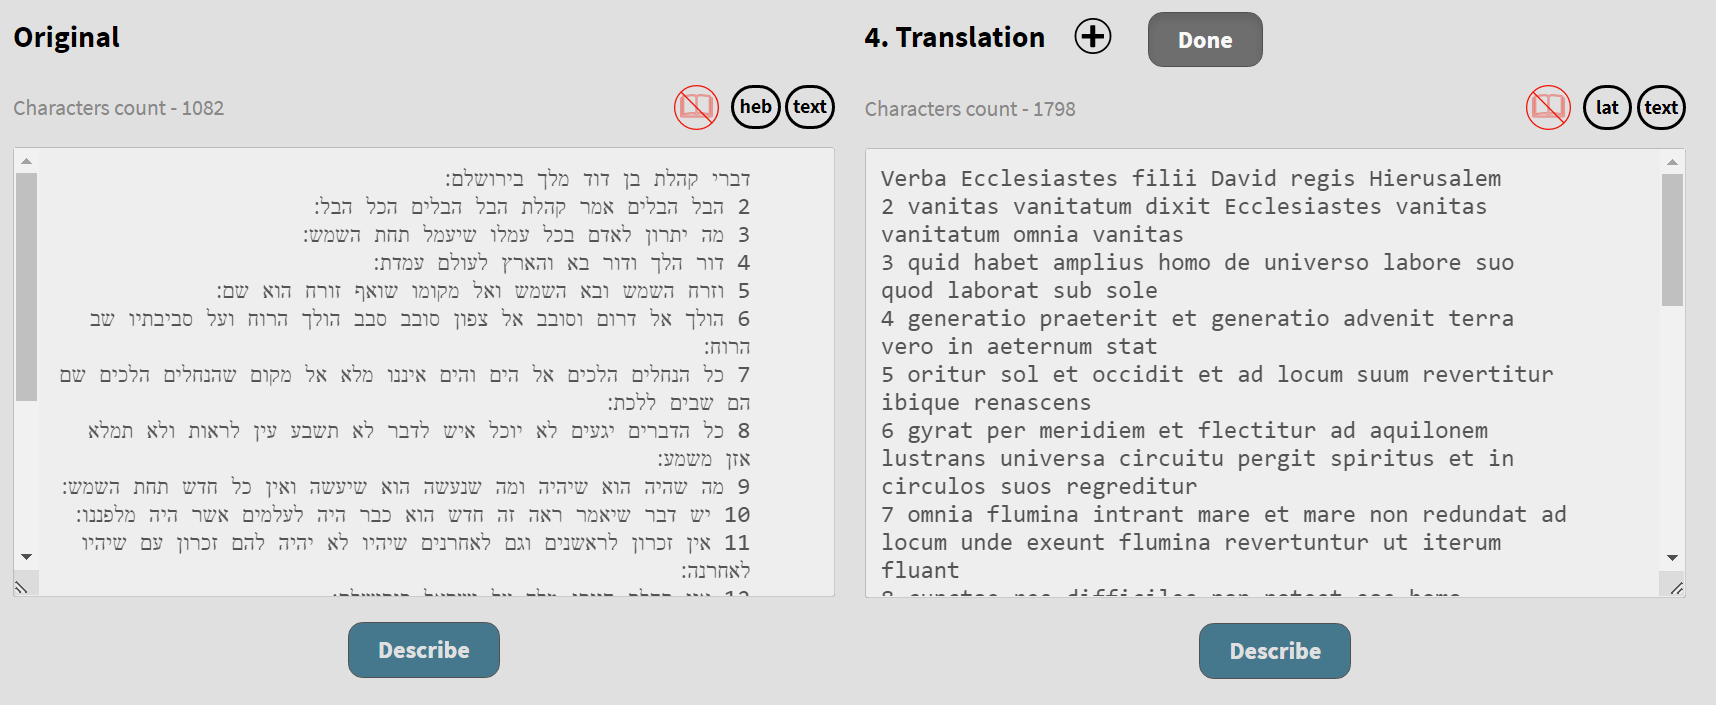 Original
Characters count - 1082
heb
text
דברי קהלת בן דוד מלך בירושלם:
2 הבל הבלים אמר קהלת הבל הבלים הכל הבל:
3 מה יתרון לאדם בכל עמלו שיעמל תחת השמש:
4 דור הלך ודור בא והארץ לעולם עמדת:
5 וזרח השמש ובא השמש ואל מקומו שואף זורח הוא שם:
6 הולך אל דרום וסובב אל צפון סובב סבב הולך הרוח ועל סביבתיו שב
הרוח:
7 כל הנחלים הלכים אל הים והים איננו מלא אל מקום שהנחלים הלכים שם
הם שבים ללכת:
8 כל הדברים יגעים לא יוכל איש לדבר לא תשבע עין לראות ולא תמלא
אזן משמע:
9 מה שהיה הוא שיהיה ומה שנעשה הוא שיעשה ואין כל חדש תחת השמש:
10 יש דבר שיאמר ראה זה חדש הוא כבר היה לעלמים אשר היה מלפננו:
11 אין זכרון לראשנים וגם לאחרנים שיהיו לא יהיה להם זכרון עם שיהיו
לאחרנה:
Describe
4. Translation
Done
Characters count - 1798
lat
text
Verba Ecclesiastes filii David regis Hierusalem
2 vanitas vanitatum dixit Ecclesiastes vanitas
vanitatum omnia vanitas
3 quid habet amplius homo de universo labore suo
quod laborat sub sole
4 generatio praeterit et generatio advenit terra
vero in aeternum stat
5 oritur sol et occidit et ad locum suum revertitur
ibique renascens
6 gyrat per meridiem et flectitur ad aquilonem
lustrans universa circuitu pergit spiritus et in
circulos suos regreditur
7 omnia flumina intrant mare et mare non redundat ad
locum unde exeunt flumina revertuntur ut iterum
fluant
Describe